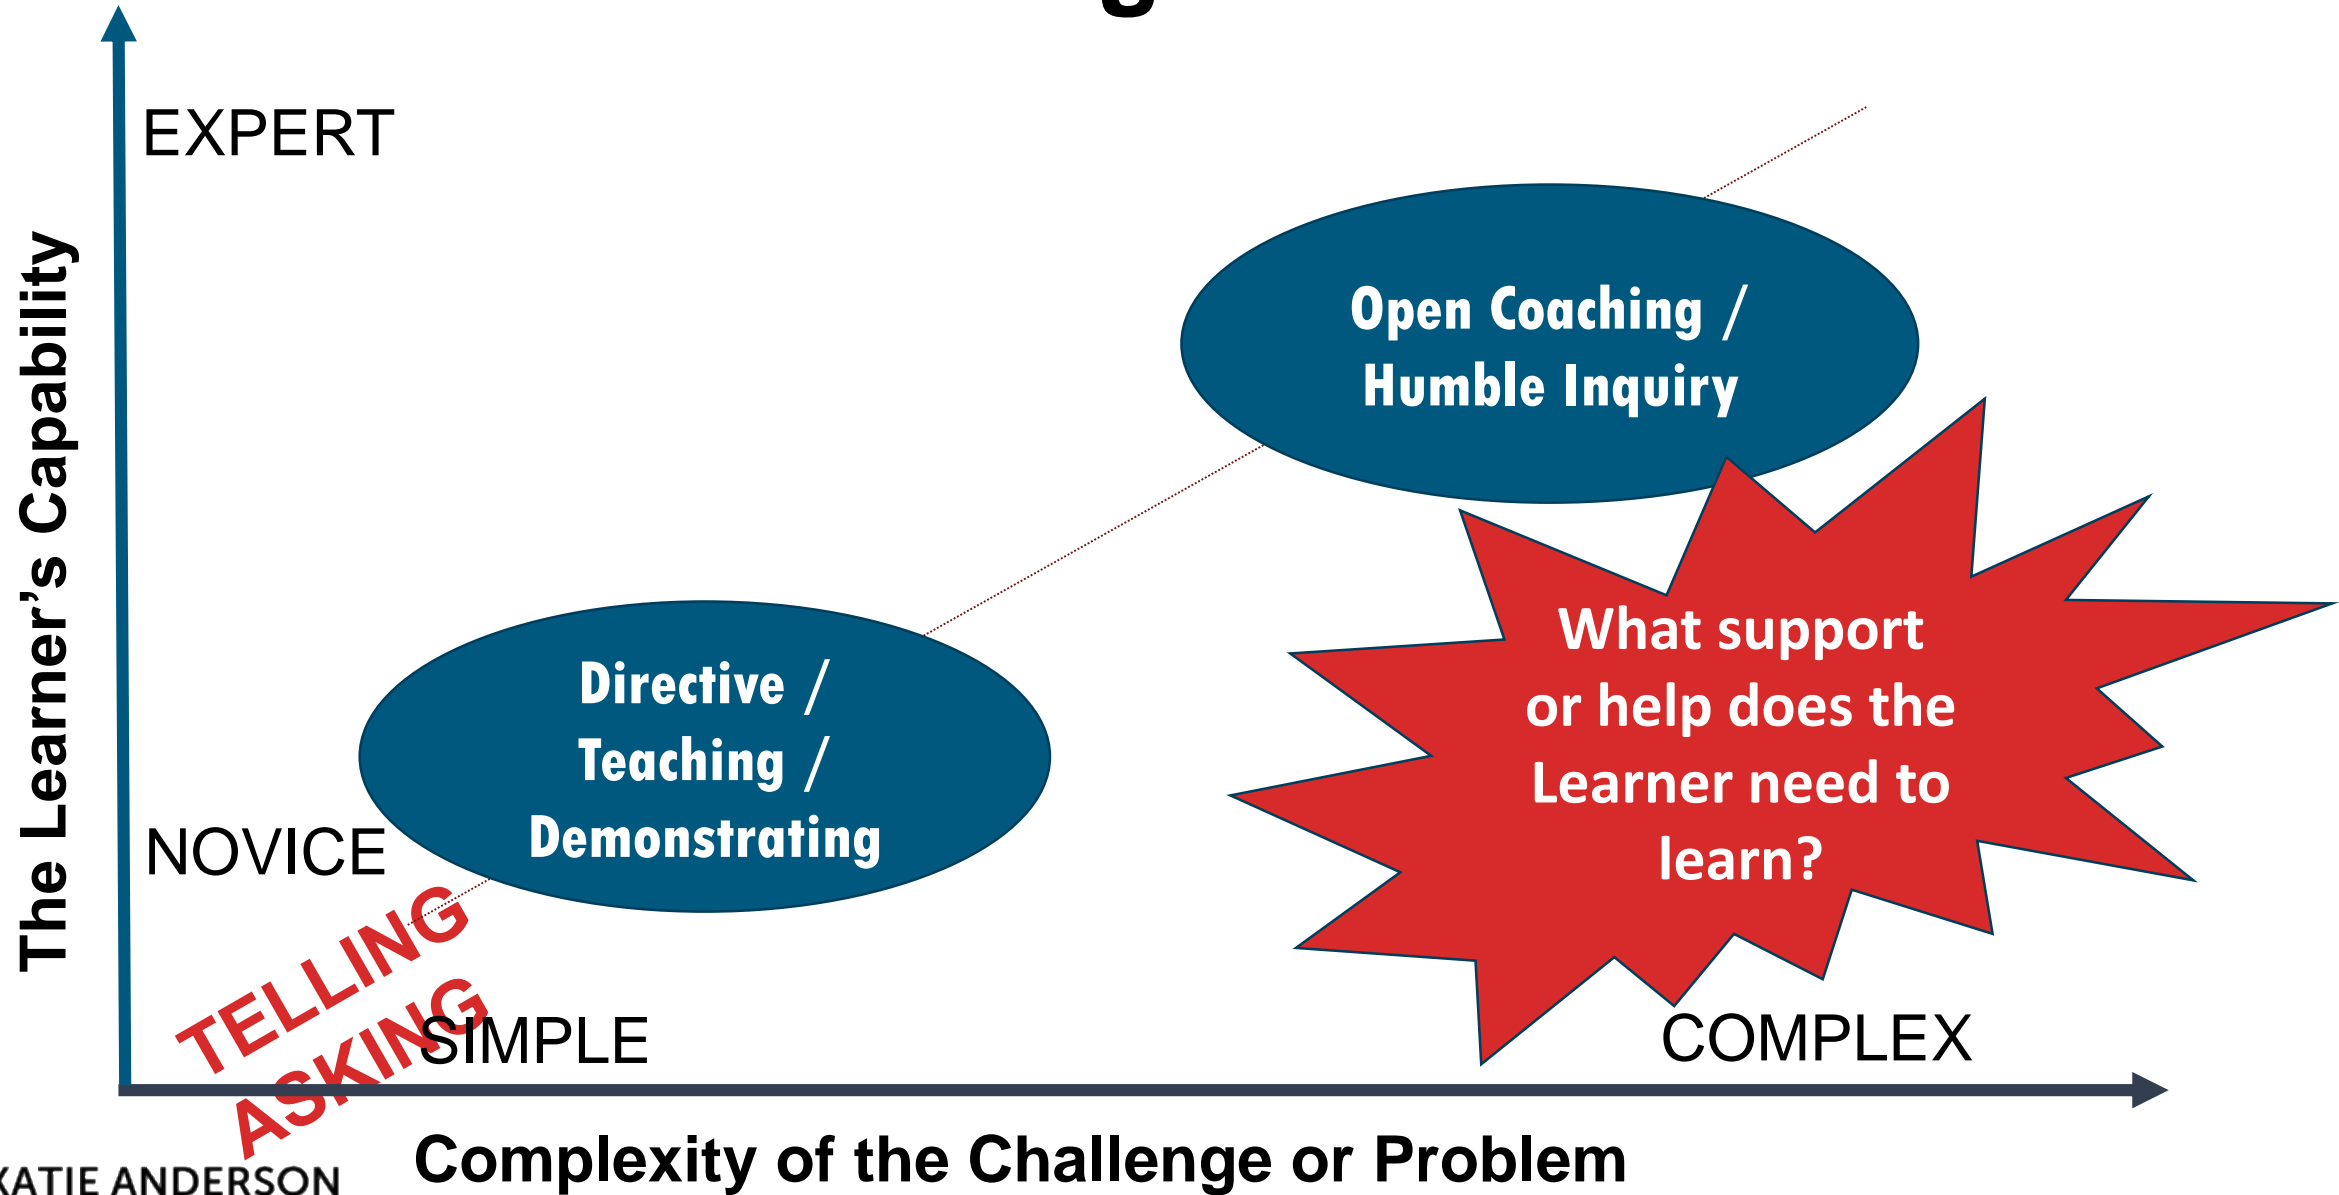 EXPERT
The Learner’s Capability
Open Coaching /
Humble Inquiry
What support
or help does the
Learner need to
learn?
Directive /
Teaching /
Demonstrating
NOVICE
TELLING
ASKING
SIMPLE
COMPLEX
Complexity of the Challenge or Problem
KATIE ANDERSON